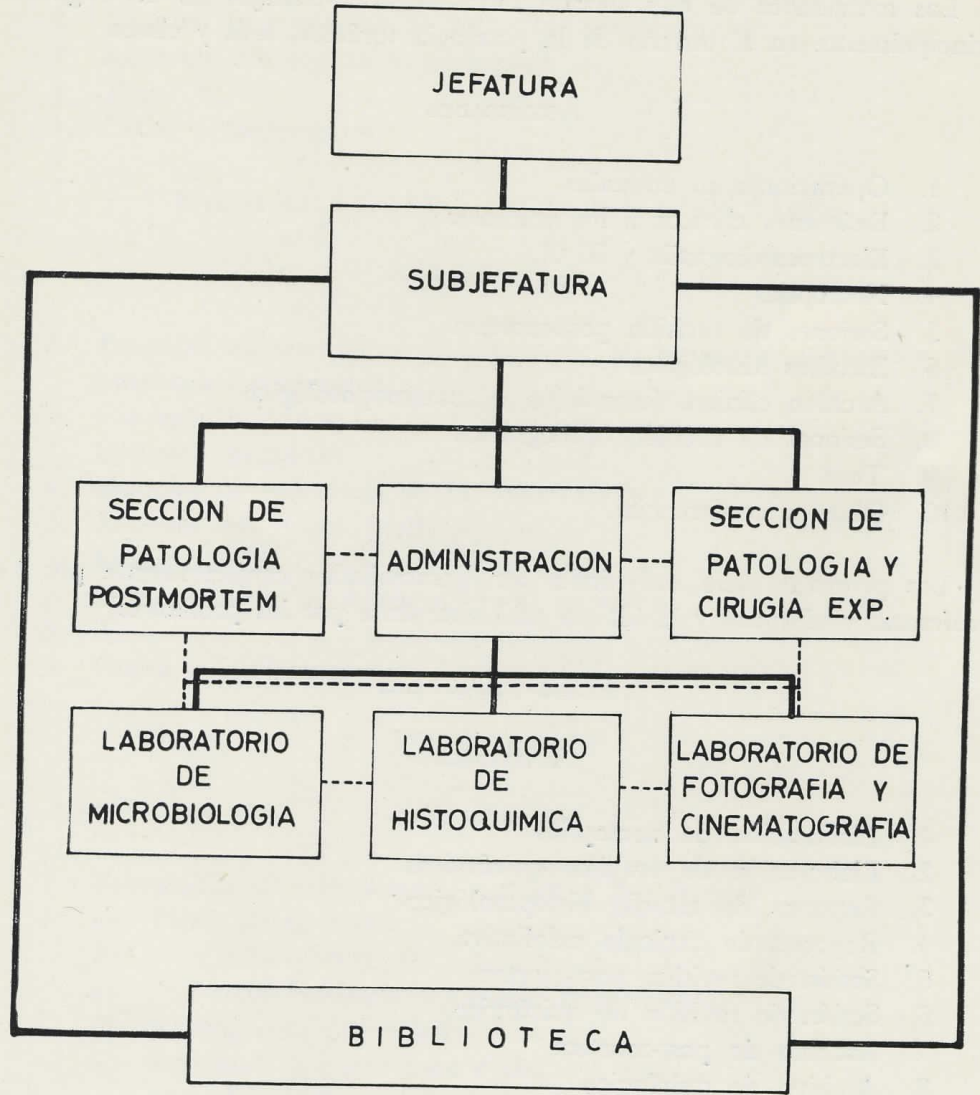 JEFATURA
SUBJEFATURA
SECCION DE
PATOLOGIA
POSTMORTEM
ADMINISTRACION
SECCION DE
PATOLOGIA Y
CIRUGIA EXP.
LABORATORIO
DE
MICROBIOLOGIA
LABORATORIO
DE
HISTOQUIMICA
LABORATORIO DE
FOTOGRAFIA Y
CINEMATOGRAFIA
BIBLIOTECA